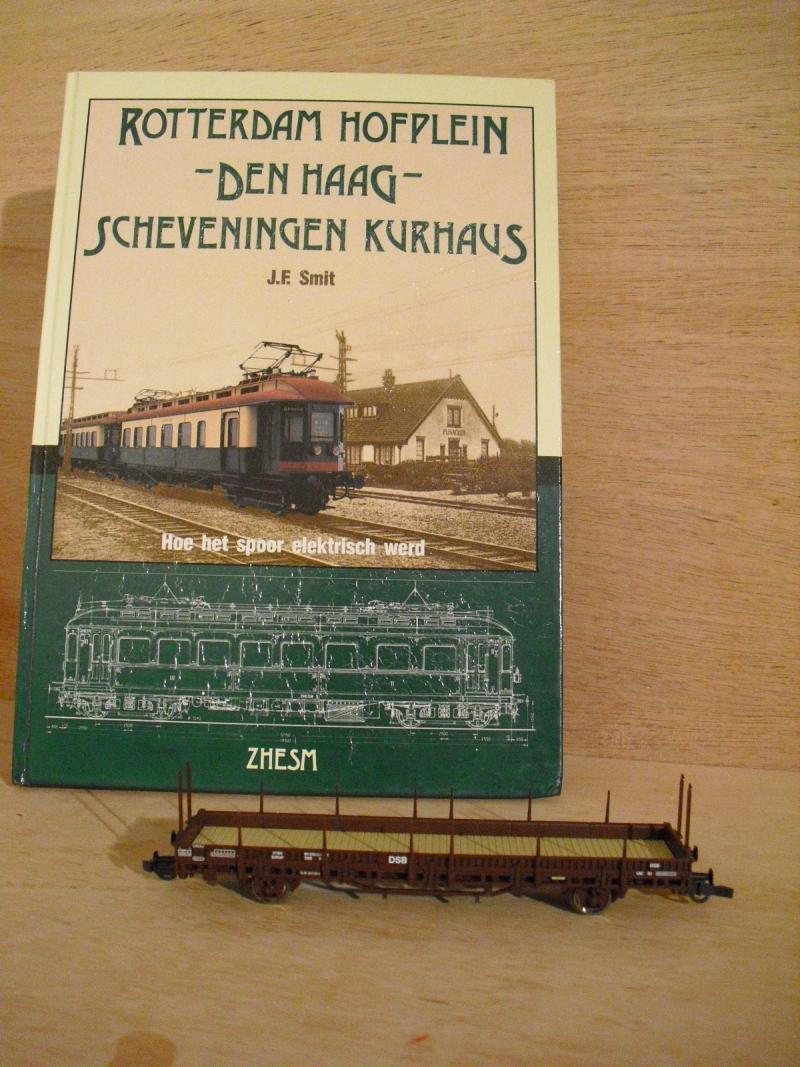 ROTTERDAM HOFPLEIN
–DEN HAAG–
SCHEVENINGEN KURHAUS
J.F. Smit
Hoe het spoor elektrisch werd
ZHESM
DSB